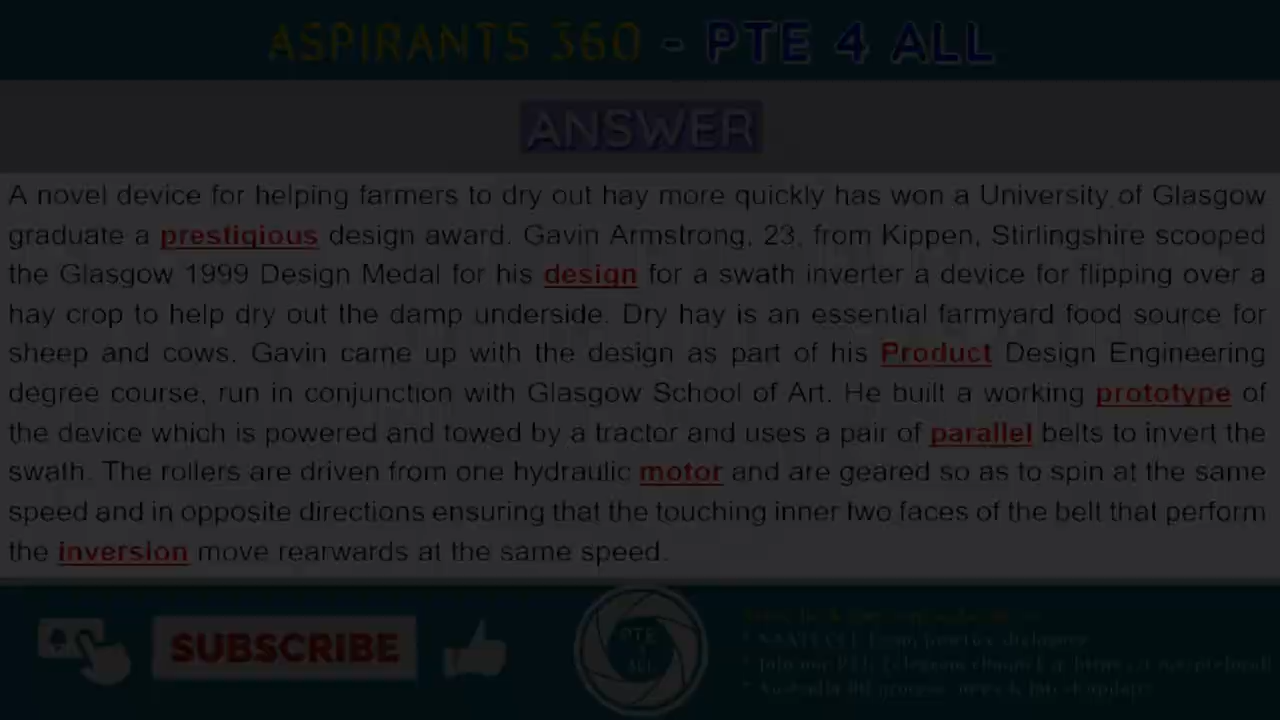 ASPIRANTS 360 - PTE 4 ALL
ANSWER
A novel device for helping farmers to dry out hay more quickly has won a University of Glasgow
graduate a prestigious design award. Gavin Armstrong, 23, from Kippen, Stirlingshire scooped
the Glasgow 1999 Design Medal for his design for a swath inverter a device for flipping over a
hay crop to help dry out the damp underside. Dry hay is an essential farmyard food source for
sheep and cows. Gavin came up with the design as part of his Product Design Engineering
degree course, run in conjunction with Glasgow School of Art. He built a working prototype of
the device which is powered and towed by a tractor and uses a pair of parallel belts to invert the
swath. The rollers are driven from one hydraulic motor and are geared so as to spin at the same
speed and in opposite directions ensuring that the touching inner two faces of the belt that perform
the inversion move rearwards at the same speed.
SUBSCRIBE
PTE
4
ALL